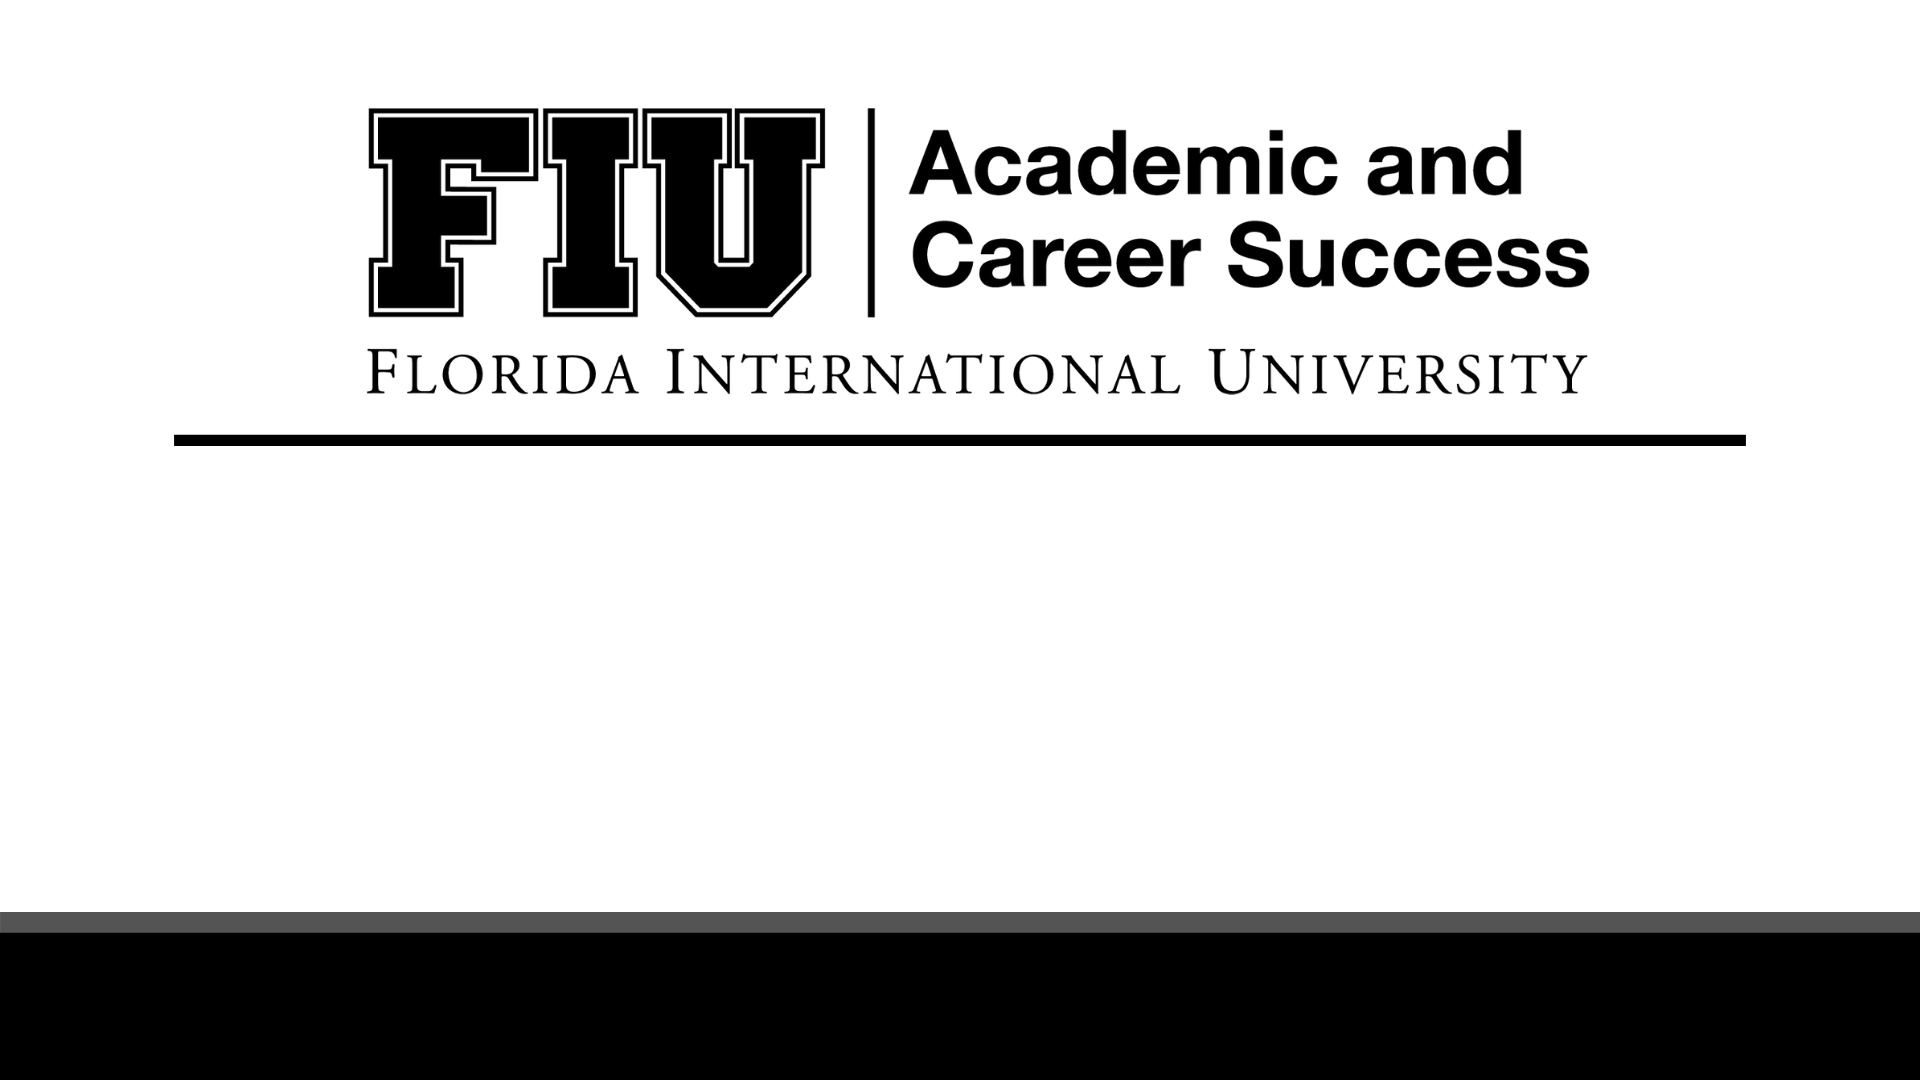 FIU
Academic and
Career Success
FLORIDA INTERNATIONAL UNIVERSITY